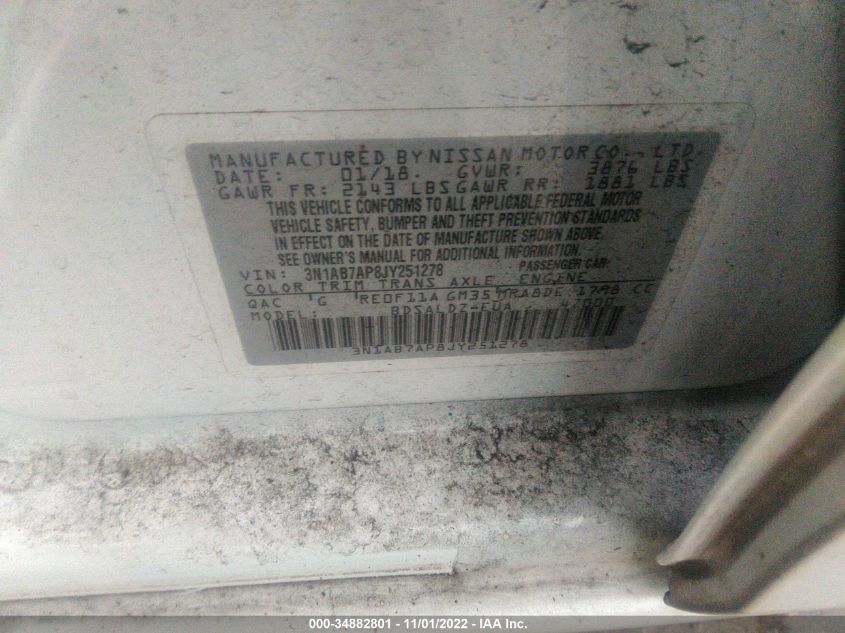 MANUFACTURED BY NISSAN MOTOR CO., LTD.
DATE: 01/18. GVWR: 3876 LBS
GAWR FR: 2143 LBS GAWR RR: 1881 LBS
THIS VEHICLE CONFORMS TO ALL APPLICABLE FEDERAL MOTOR
VEHICLE SAFETY, BUMPER AND THEFT PREVENTION STANDARDS
IN EFFECT ON THE DATE OF MANUFACTURE SHOWN ABOVE.
SEE OWNER'S MANUAL FOR ADDITIONAL INFORMATION.
VIN: 3N1AB7AP8JY251278 PASSENGER CAR
COLOR TRIM TRANS AXLE ENGINE
QAC G RE0F11A GM35 MRA8DE 1798 CC
MODEL: 47000
3N1AB7AP8JY251278
000-34882801 - 11/01/2022 - IAA Inc.